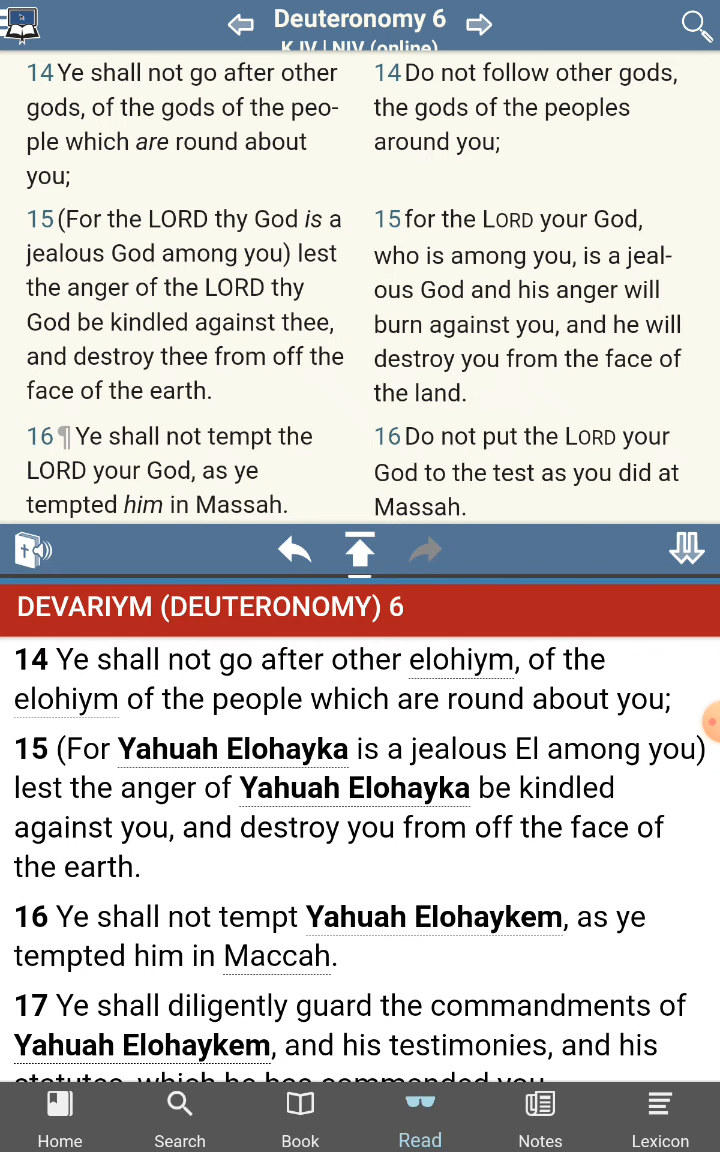 Deuteronomy 6
KJV | NIV (online)
14 Ye shall not go after other
gods, of the gods of the peo-
ple which are round about
you;
15 (For the LORD thy God is a
jealous God among you) lest
the anger of the LORD thy
God be kindled against thee,
and destroy thee from off the
face of the earth.
16 ¶ Ye shall not tempt the
LORD your God, as ye
tempted him in Massah.
14 Do not follow other gods,
the gods of the peoples
around you;
15 for the LORD your God,
who is among you, is a jeal-
ous God and his anger will
burn against you, and he will
destroy you from the face of
the land.
16 Do not put the LORD your
God to the test as you did at
Massah.
DEVARIYM (DEUTERONOMY) 6
14 Ye shall not go after other elohiym, of the
elohiym of the people which are round about you;
15 (For Yahuah Elohayka is a jealous El among you)
lest the anger of Yahuah Elohayka be kindled
against you, and destroy you from off the face of
the earth.
16 Ye shall not tempt Yahuah Elohaykem, as ye
tempted him in Maccah.
17 Ye shall diligently guard the commandments of
Yahuah Elohaykem, and his testimonies, and his
statutes, which he has commanded you.
Home
Search
Book
Read
Notes
Lexicon